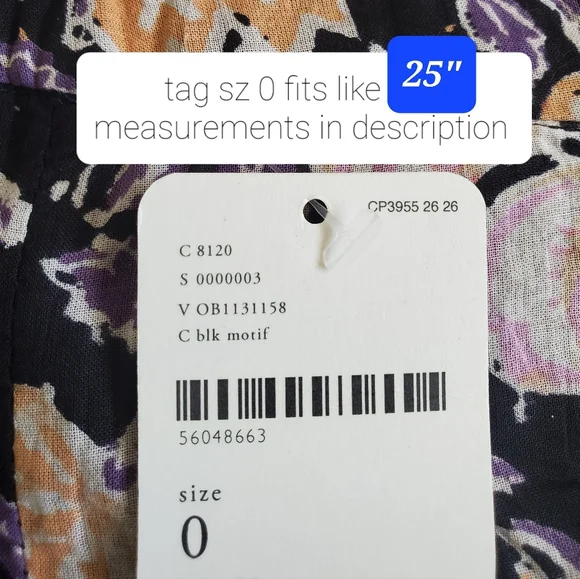 tag sz 0 fits like 25"
measurements in description
CP3955 26 26
C 8120
S 0000003
V OB1131158
C blk motif
56048663
size
0